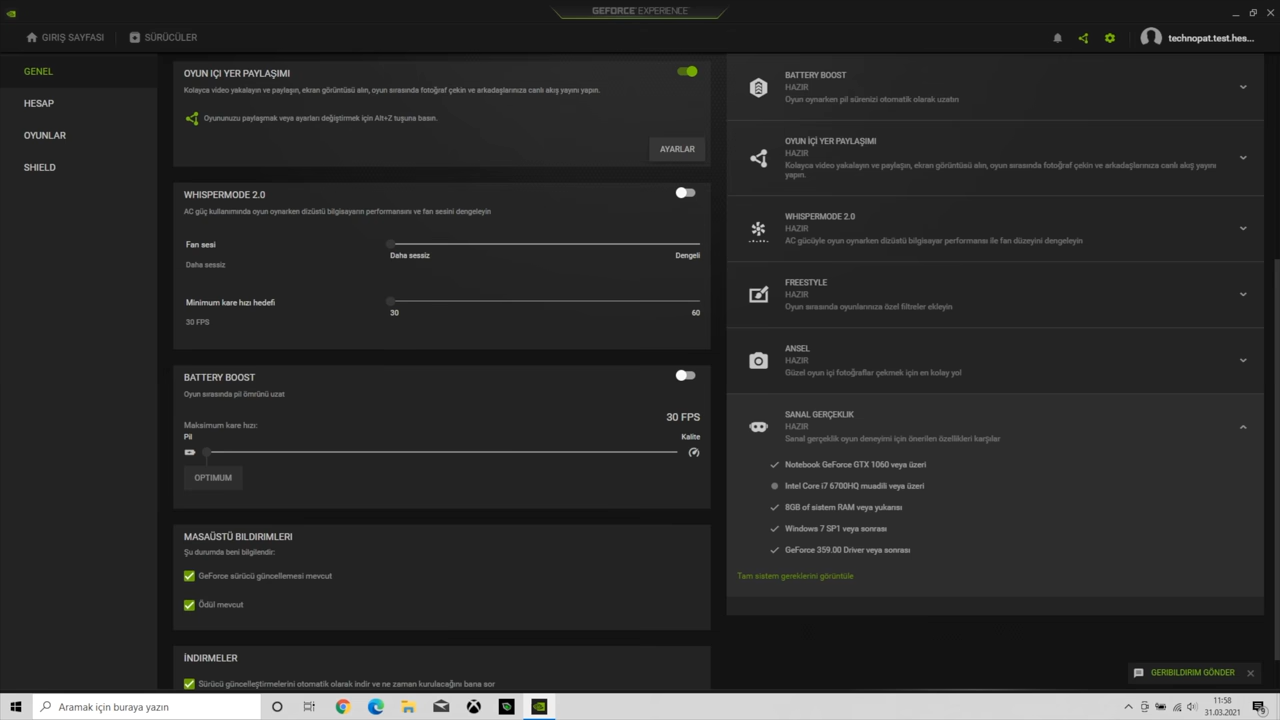 GEFORCE EXPERIENCE
GIRIŞ SAYFASI
SÜRÜCÜLER
technopat.test.hes...
GENEL
HESAP
OYUNLAR
SHIELD
OYUN IÇI YER PAYLAŞIMI
Kolayca video yakalayın ve paylaşın, ekran görüntüsü alın, oyun sırasında fotoğraf çekin ve arkadaşlarınıza canlı akış yayını yapın.
Oyununuzu paylaşmak veya ayarları değiştirmek için Alt+Z tuşuna basın.
AYARLAR
WHISPERMODE 2.0
AC güç kullanımında oyun oynarken dizüstü bilgisayarın performansını ve fan sesini dengeleyin
Fan sesi
Daha sessiz
Daha sessiz
Dengeli
Minimum kare hızı hedefi
30 FPS
30
60
BATTERY BOOST
Oyun sırasında pil ömrünü uzat
30 FPS
Maksimum kare hızı:
Pil
Kalite
OPTIMUM
MASAÜSTÜ BILDIRIMLERI
Şu durumda beni bilgilendir:
GeForce sürücü güncellemesi mevcut
Ödül mevcut
İNDIRMELER
Sürücü güncelleştirmelerini otomatik olarak indir ve ne zaman kurulacağını bana sor
BATTERY BOOST
HAZIR
Oyun oynarken pil sürenizi otomatik olarak uzatın
OYUN İÇİ YER PAYLAŞIMI
HAZIR
Kolayca video yakalayın ve paylaşın, ekran görüntüsü alın, oyun sırasında fotoğraf çekin ve arkadaşlarınıza canlı akış yayını
yapın.
WHISPERMODE 2.0
HAZIR
AC gücüyle oyun oynarken dizüstü bilgisayar performansı ile fan düzeyini dengeleyin
FREESTYLE
HAZIR
Oyun sırasında oyunlarınıza özel filtreler ekleyin
ANSEL
HAZIR
Güzel oyun içi fotoğraflar çekmek için en kolay yol
SANAL GERÇEKLIK
HAZIR
Sanal gerçeklik oyun deneyimi için önerilen özellikleri karşılar
Notebook GeForce GTX 1060 veya üzeri
Intel Core i7 6700HQ muadili veya üzeri
8GB of sistem RAM veya yukarısı
Windows 7 SP1 veya sonrası
GeForce 359.00 Driver veya sonrası
Tam sistem gereklerini görüntüle
GERIBILDIRIM GÖNDER
Aramak için buraya yazın
11:58
31.03.2021
9